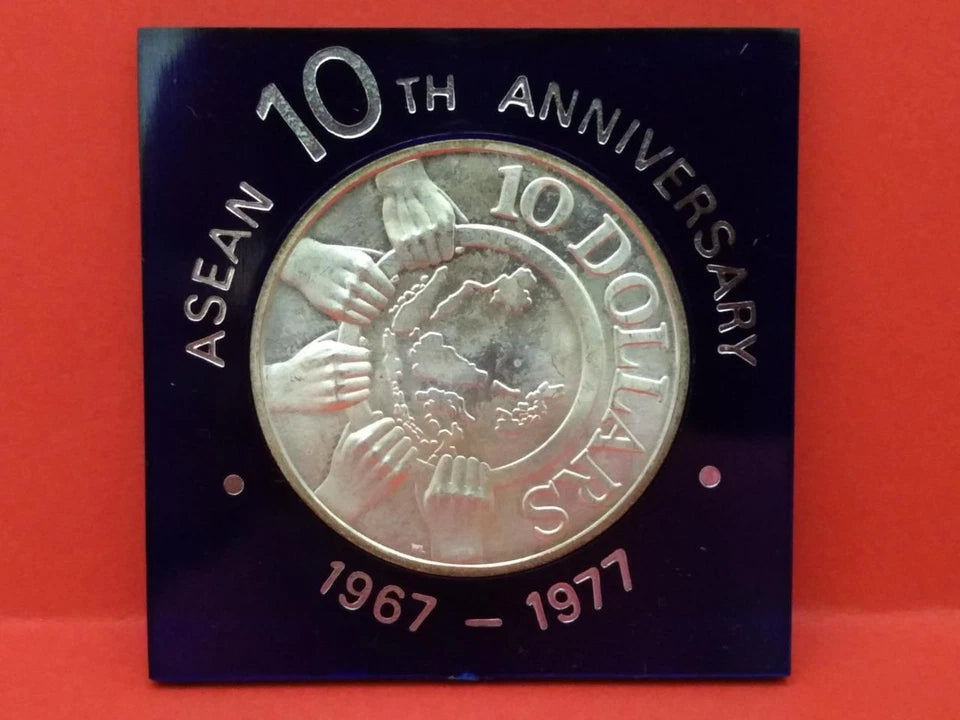 ASEAN 10TH ANNIVERSARY
10 DOLLARS
1967 - 1977